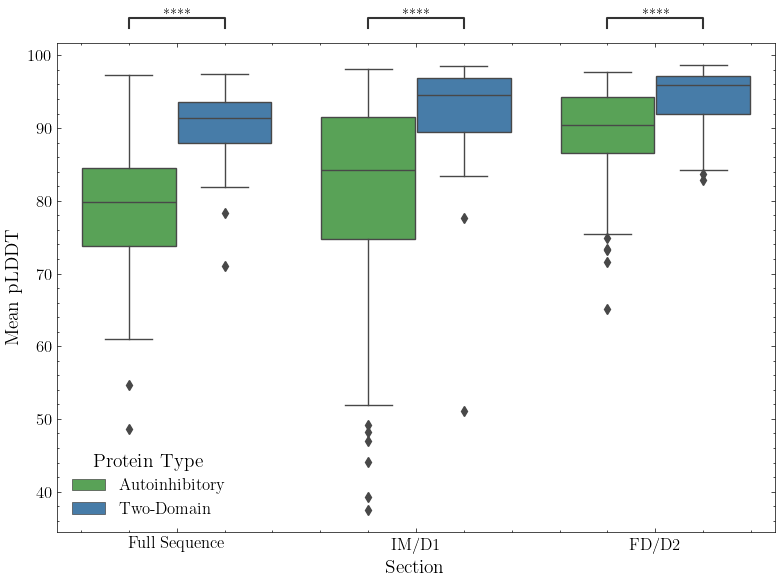 **** **** ****
100
90
80
70
60
50
40
Mean pLDDT
Protein Type
Autoinhibitory
Two-Domain
Full Sequence IM/D1 FD/D2
Section